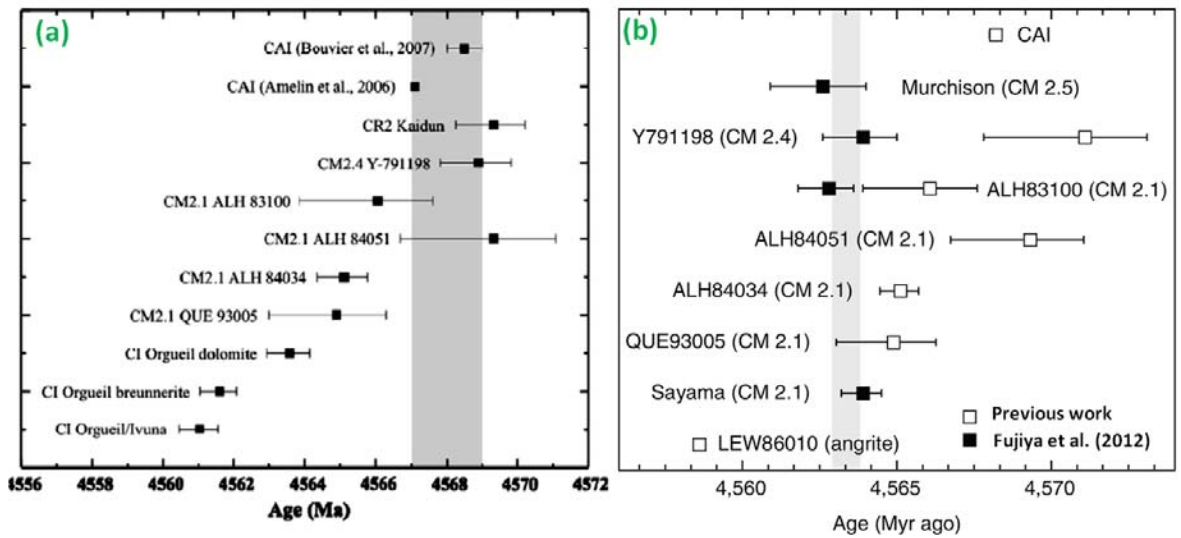 (a)
CAI (Bouvier et al., 2007)
CAI (Amelin et al., 2006)
CR2 Kaidun
CM2.4 Y-791198
CM2.1 ALH 83100
CM2.1 ALH 84051
CM2.1 ALH 84034
CM2.1 QUE 93005
CI Orgueil dolomite
CI Orgueil breunnerite
CI Orgueil/Ivuna
4556 4558 4560 4562 4564 4566 4568 4570 4572
Age (Ma)
(b)
CAI
Murchison (CM 2.5)
Y791198 (CM 2.4)
ALH83100 (CM 2.1)
ALH84051 (CM 2.1)
ALH84034 (CM 2.1)
QUE93005 (CM 2.1)
Sayama (CM 2.1)
Previous work
Fujiya et al. (2012)
LEW86010 (angrite)
4,560 4,565 4,570
Age (Myr ago)